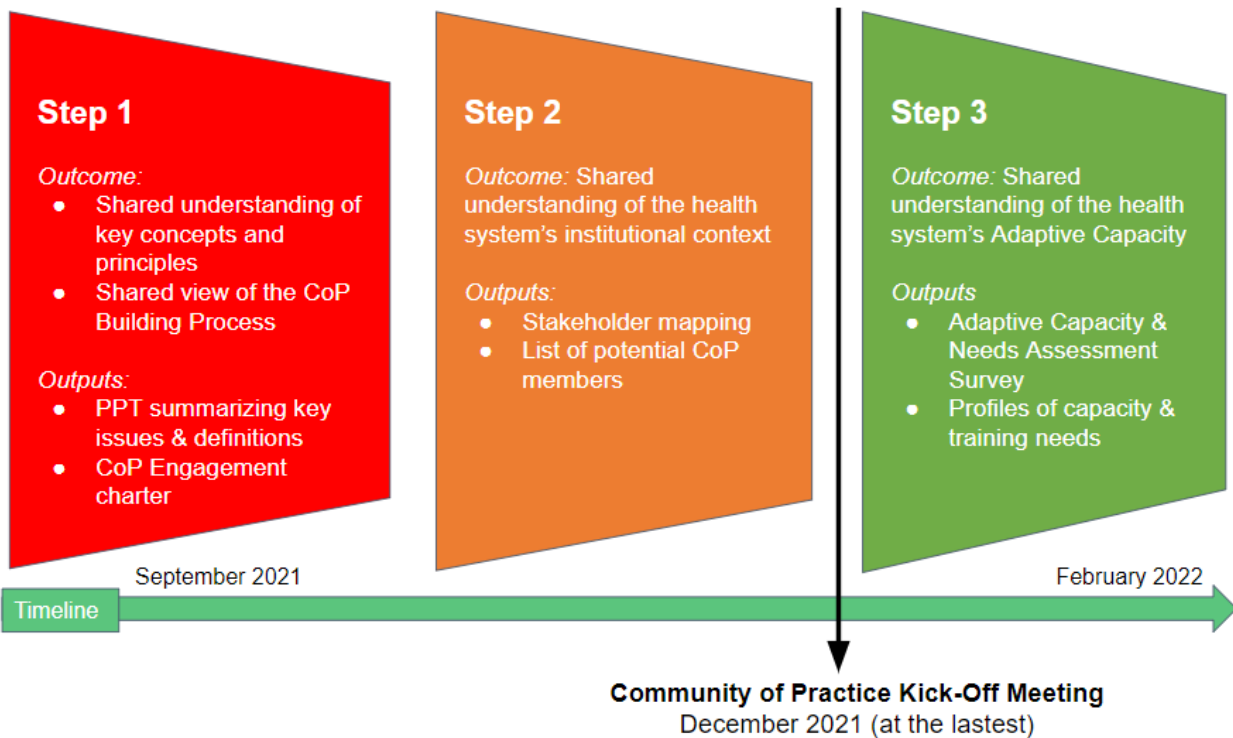 Step 1
Outcome:
● Shared understanding of
key concepts and
principles
● Shared view of the CoP
Building Process
Outputs:
● PPT summarizing key
issues & definitions
● CoP Engagement
charter
Step 2
Outcome: Shared
understanding of the health
system's institutional context
Outputs:
● Stakeholder mapping
● List of potential CoP
members
Step 3
Outcome: Shared
understanding of the health
system's Adaptive Capacity
Outputs
● Adaptive Capacity &
Needs Assessment
Survey
● Profiles of capacity &
training needs
September 2021
February 2022
Timeline
Community of Practice Kick-Off Meeting
December 2021 (at the lastest)